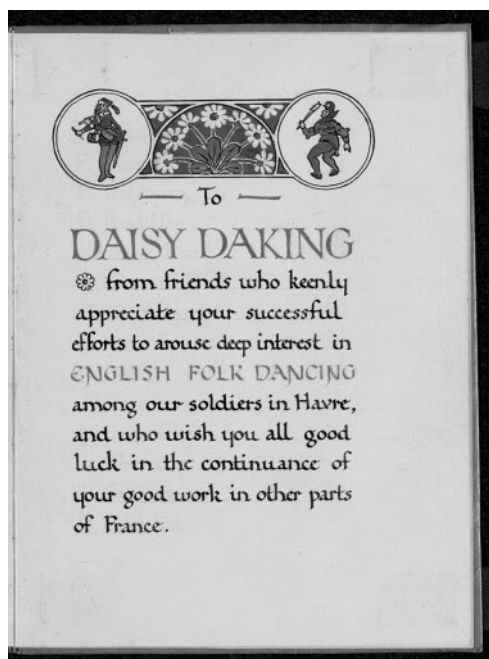 To
DAISY DAKING
from friends who keenly
appreciate your successful
efforts to arouse deep interest in
ENGLISH FOLK DANCING
among our soldiers in Havre,
and who wish you all good
luck in the continuance of
your good work in other parts
of France.